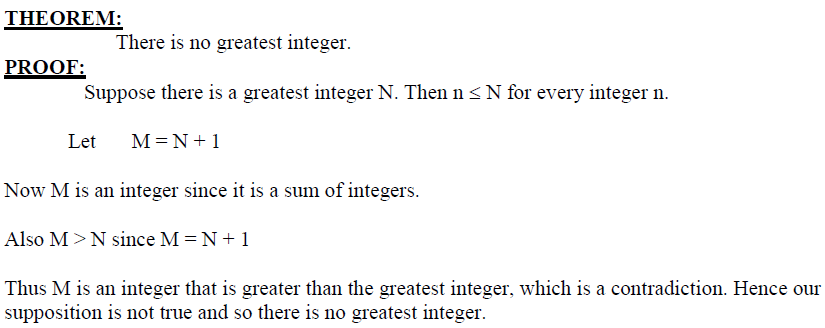 THEOREM:
There is no greatest integer.
PROOF:
Suppose there is a greatest integer N. Then n ≤ N for every integer n.
Let M = N + 1
Now M is an integer since it is a sum of integers.
Also M > N since M = N + 1
Thus M is an integer that is greater than the greatest integer, which is a contradiction. Hence our
supposition is not true and so there is no greatest integer.